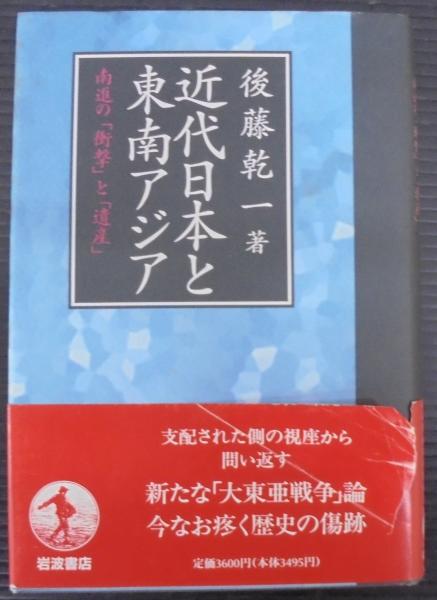 後藤乾一 著
近代日本と
東南アジア
南進の「衝撃」と「遺産」
支配された側の視座から
問い返す
新たな「大東亜戦争」論
今なお疼く歴史の傷跡
岩波書店
定価3600円(本体3495円)